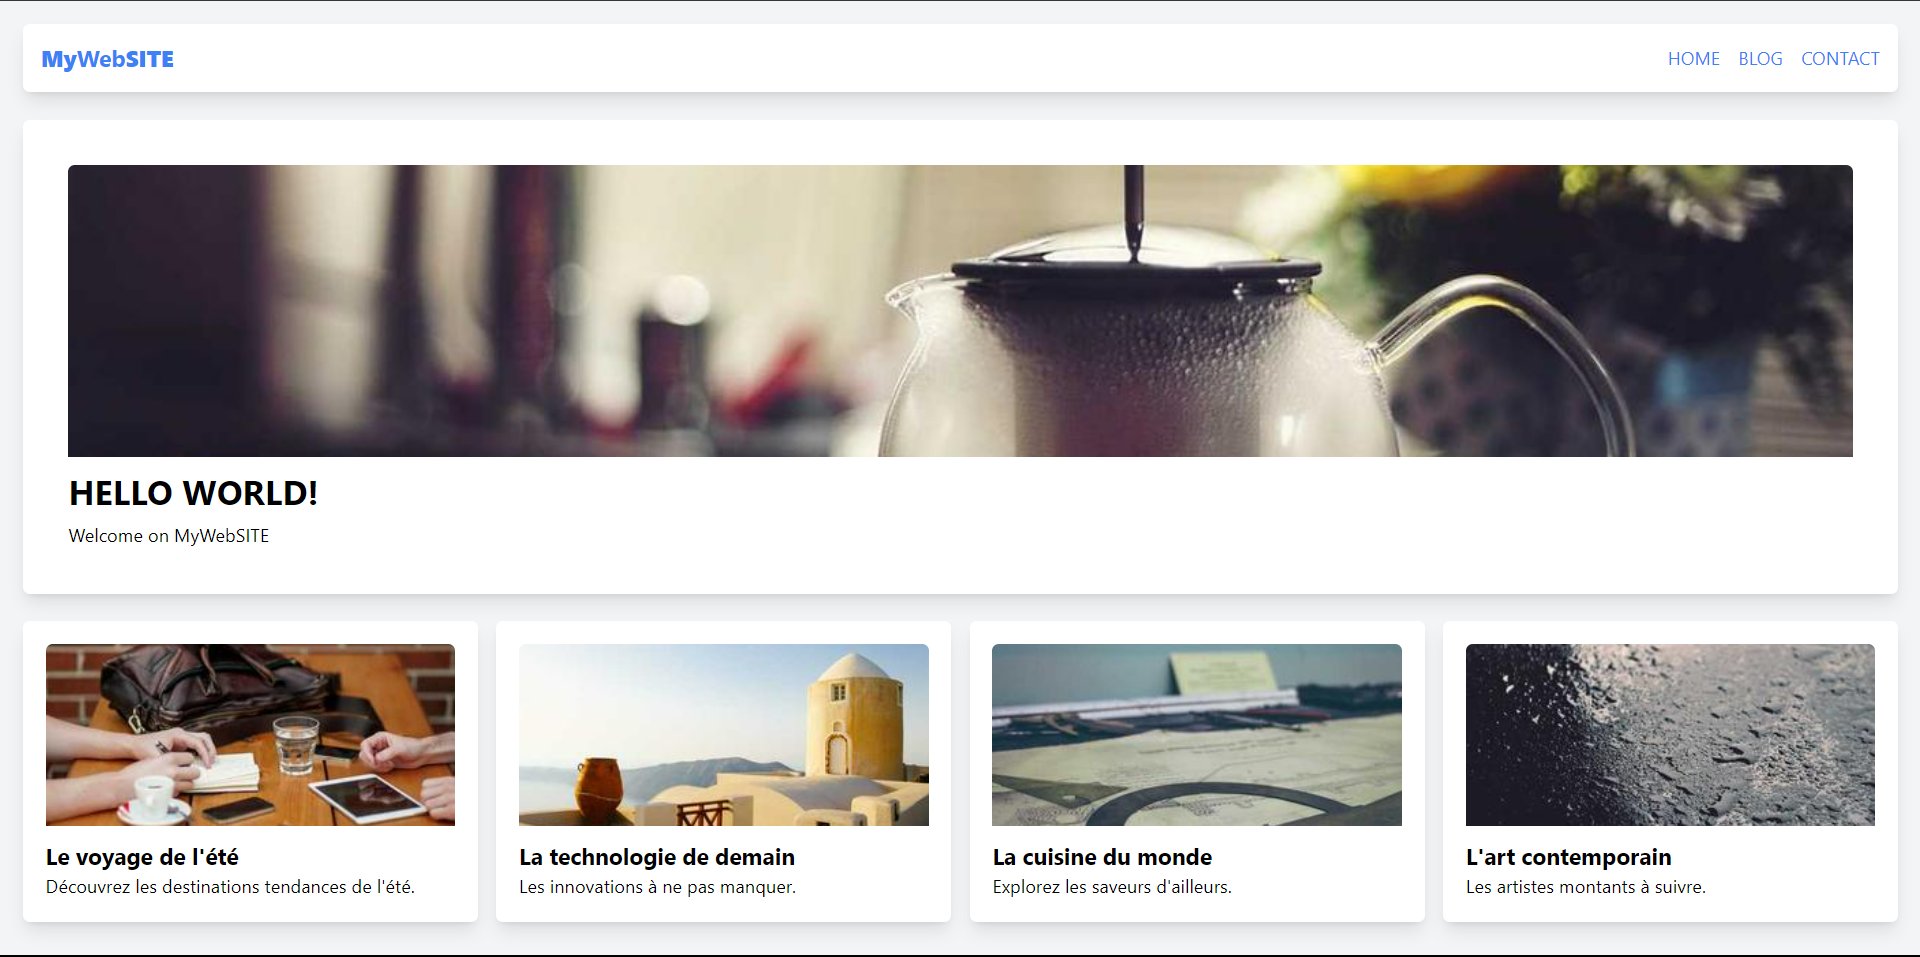 MyWebSITE
HOME BLOG CONTACT
HELLO WORLD!
Welcome on MyWebSITE
Le voyage de l'été
Découvrez les destinations tendances de l'été.
La technologie de demain
Les innovations à ne pas manquer.
La cuisine du monde
Explorez les saveurs d'ailleurs.
L'art contemporain
Les artistes montants à suivre.